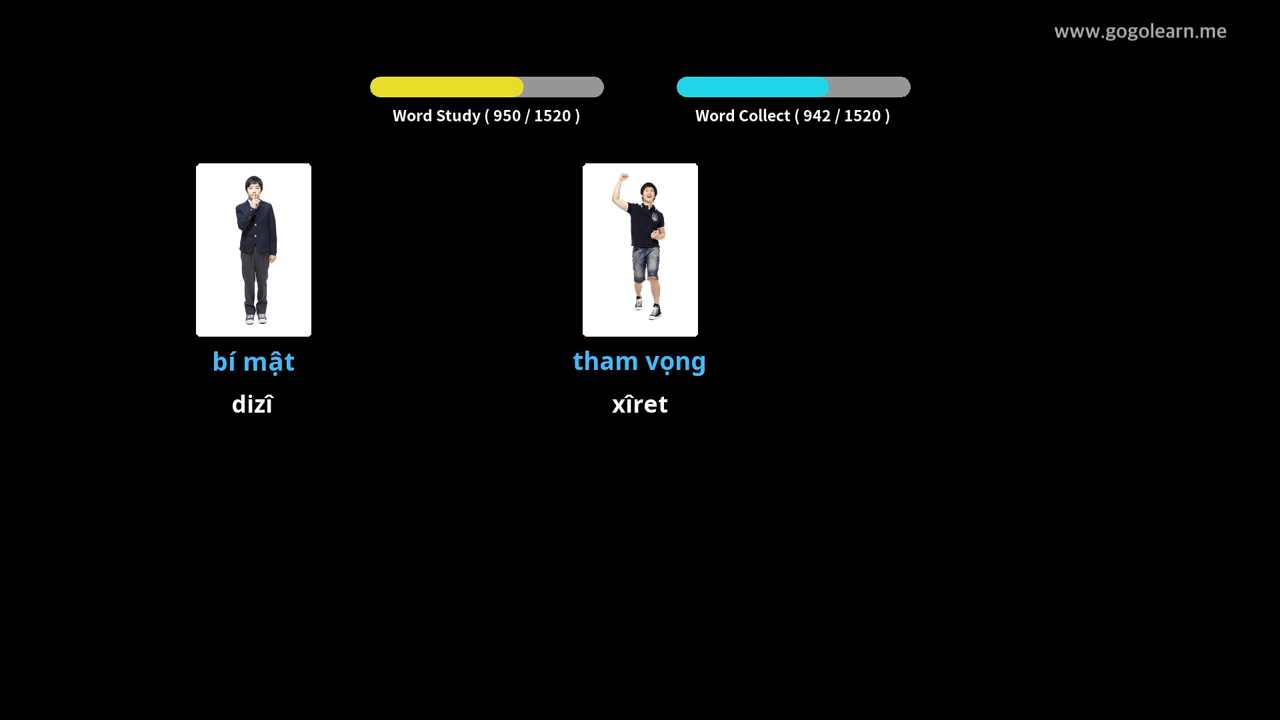 www.gogolearn.me
Word Study ( 950 / 1520 )
Word Collect ( 942 / 1520 )
bí mật
dizî
tham vọng
xîret